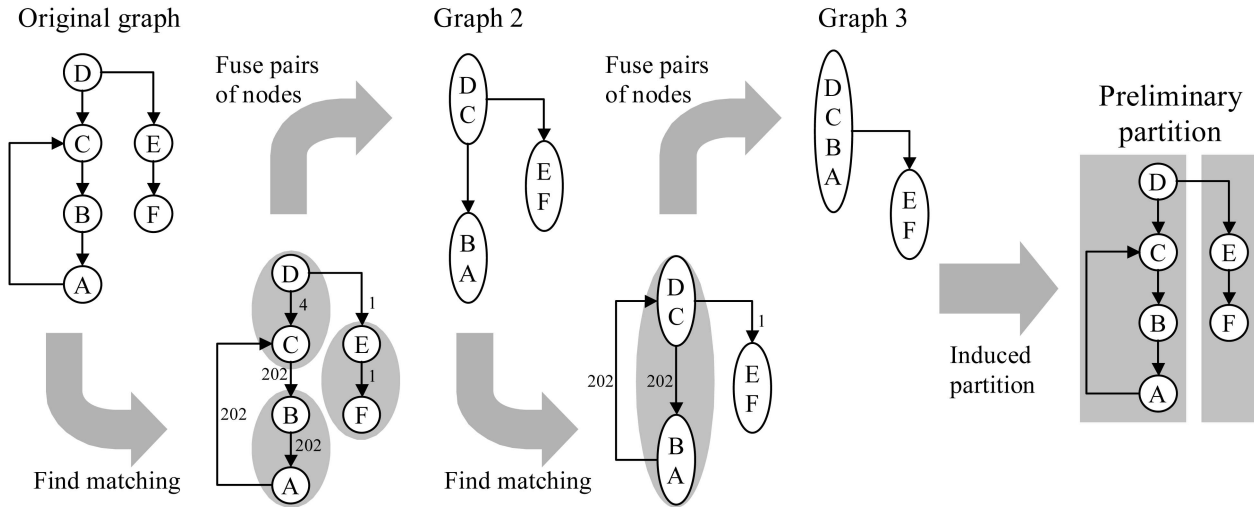 Original graph
D
C
E
B
F
A
Find matching
Fuse pairs
of nodes
D
4
1
C
E
202
1
202
B
F
202
A
Graph 2
D
C
E
F
B
A
Find matching
Fuse pairs
of nodes
D
C
1
202
202
E
F
B
A
Graph 3
D
C
B
A
E
F
Induced
partition
Preliminary
partition
D
C
E
B
F
A